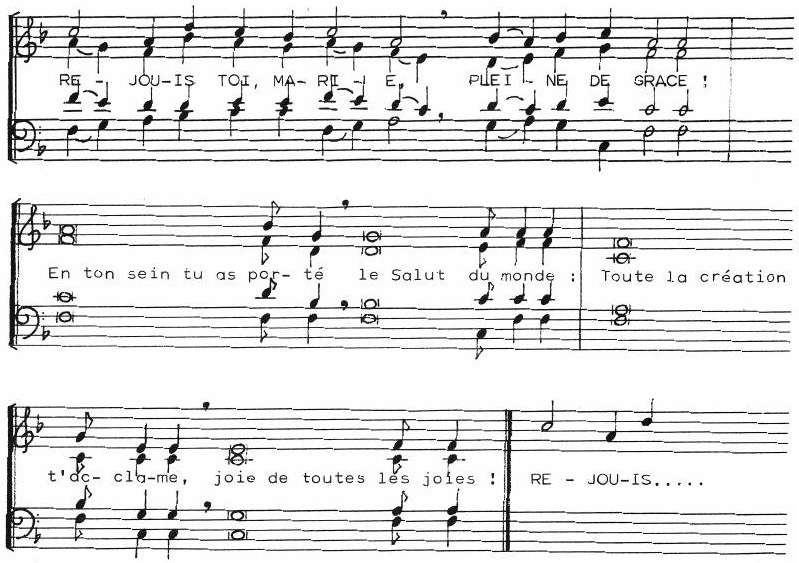 RE - JOU-IS TOI, MA- RI - E, PLEI - NE DE GRACE !
En ton sein tu as por- té le Salut du monde : Toute la création
t'ac- cla-me, joie de toutes les joies ! RE - JOU-IS.....